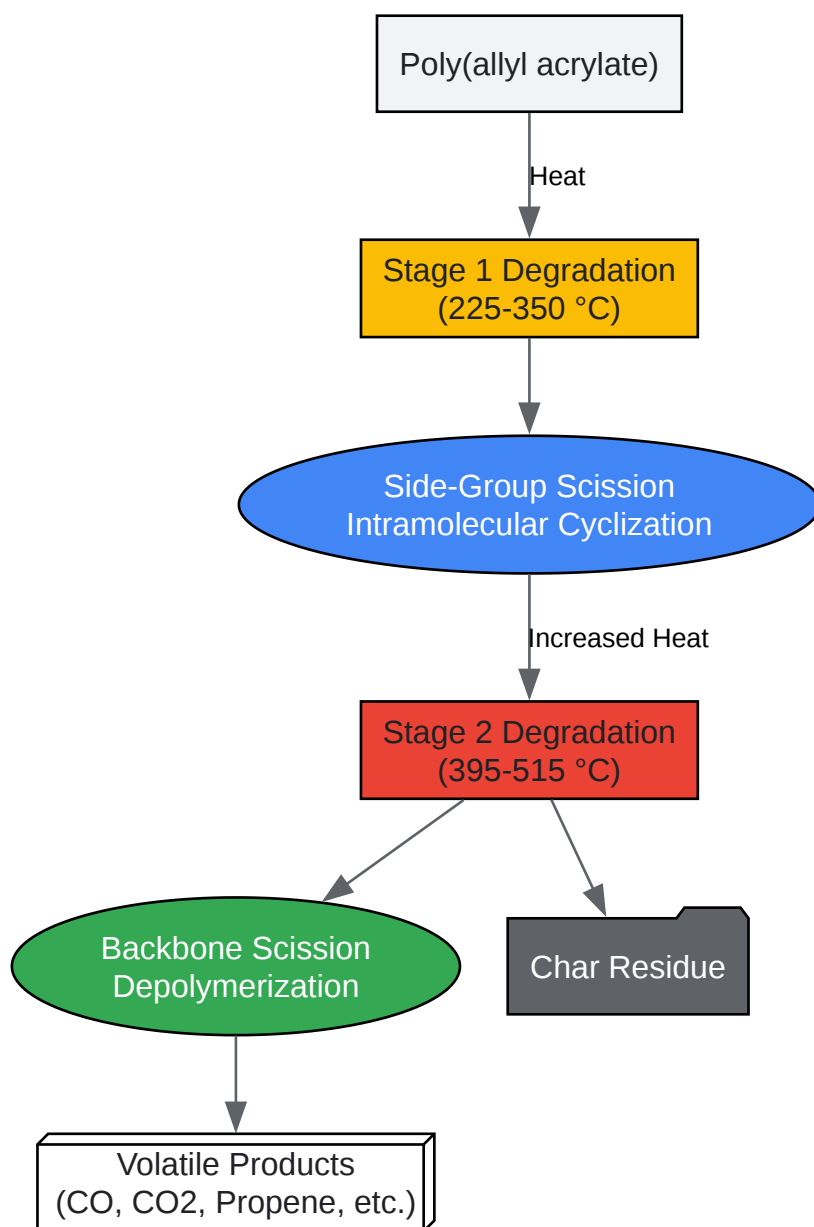 Poly(allyl acrylate)
Heat
Stage 1 Degradation
(225-350 °C)
Side-Group Scission
Intramolecular Cyclization
Increased Heat
Stage 2 Degradation
(395-515 °C)
Backbone Scission
Depolymerization
Char Residue
Volatile Products
(CO, CO2, Propene, etc.)